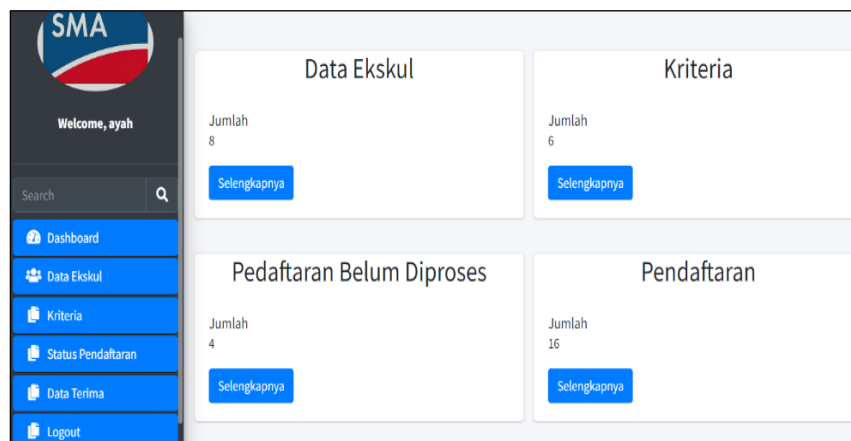 SMA
Welcome, ayah
Search
Dashboard
Data Ekskul
Kriteria
Status Pendaftaran
Data Terima
Logout
Data Ekskul
Jumlah
8
Selengkapnya
Kriteria
Jumlah
6
Selengkapnya
Pedaftaran Belum Diproses
Jumlah
4
Selengkapnya
Pendaftaran
Jumlah
16
Selengkapnya